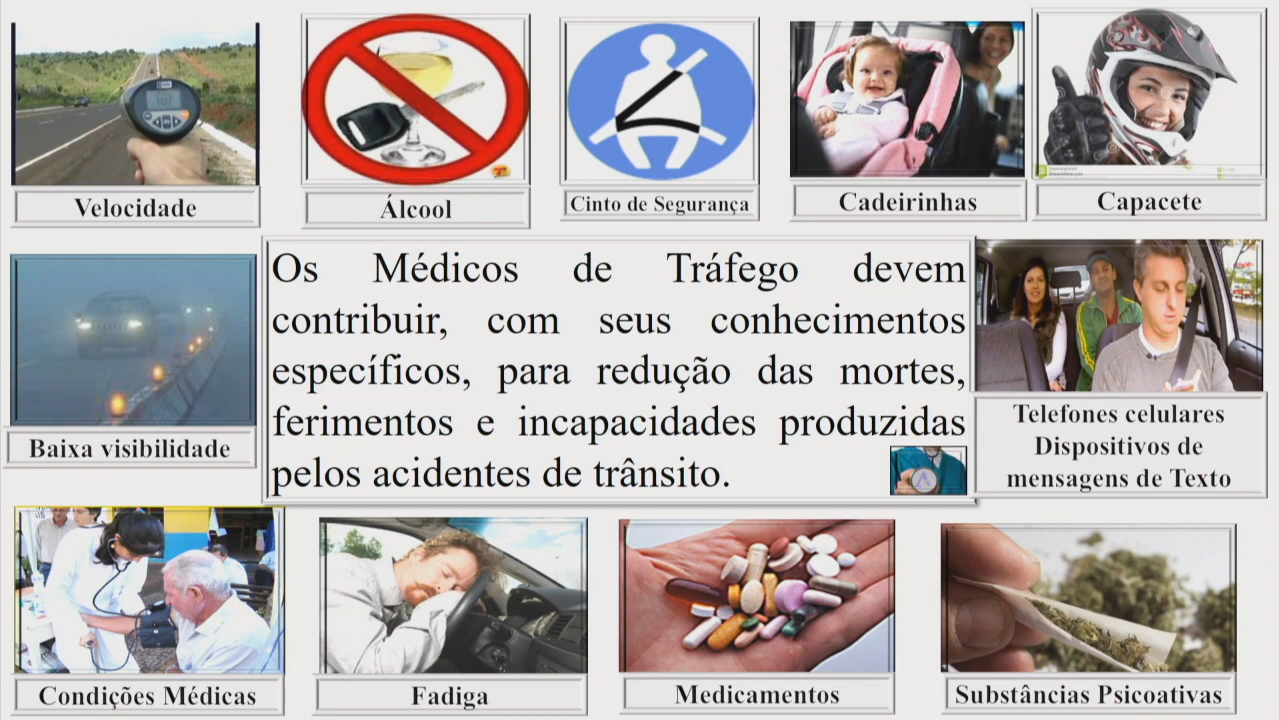 Velocidade
Álcool
Cinto de Segurança
Cadeirinhas
Capacete
Os Médicos de Tráfego devem
contribuir, com seus conhecimentos
específicos, para redução das mortes,
ferimentos e incapacidades produzidas
pelos acidentes de trânsito.
Baixa visibilidade
Telefones celulares
Dispositivos de
mensagens de Texto
Condições Médicas
Fadiga
Medicamentos
Substâncias Psicoativas